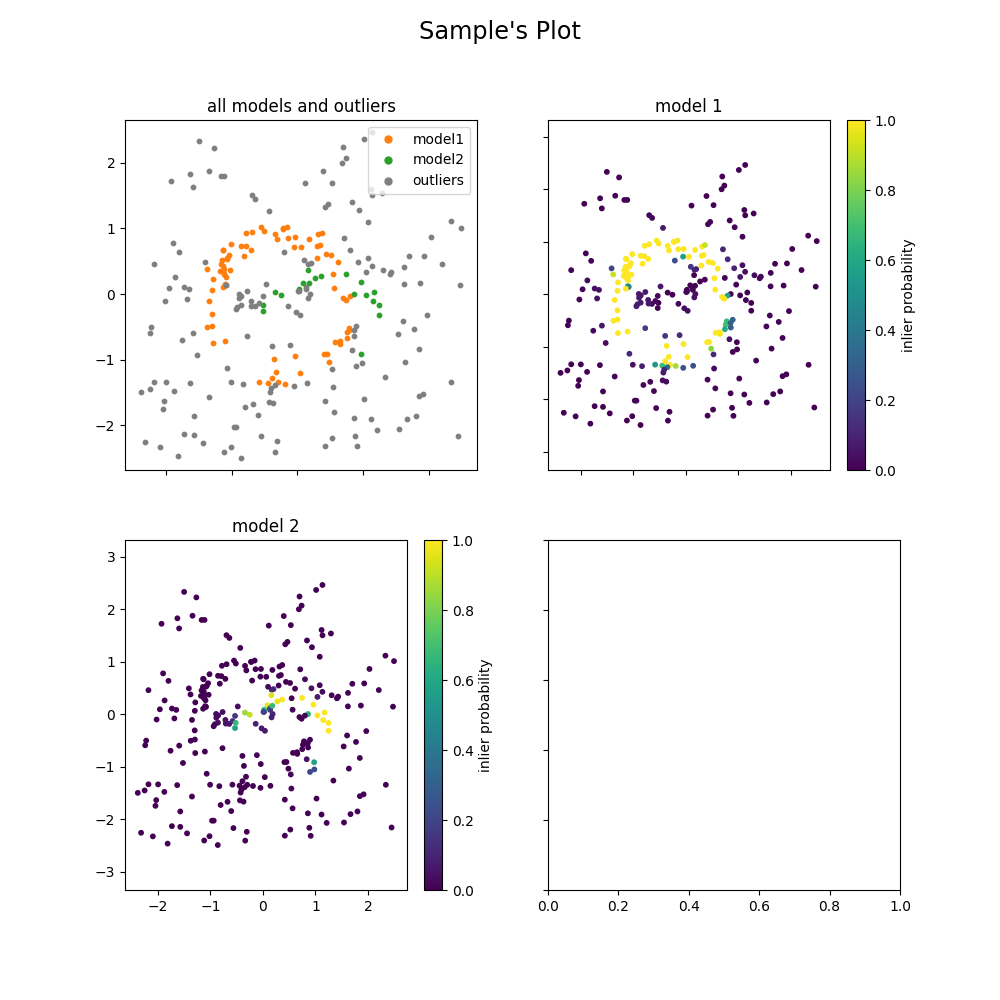 Sample's Plot
all models and outliers
model1
model2
outliers
2
1
0
−1
−2
model 1
1.0
0.8
0.6
0.4
0.2
0.0
inlier probability
model 2
3
2
1
0
−1
−2
−3
−2 −1 0 1 2
1.0
0.8
0.6
0.4
0.2
0.0
inlier probability
0.0 0.2 0.4 0.6 0.8 1.0